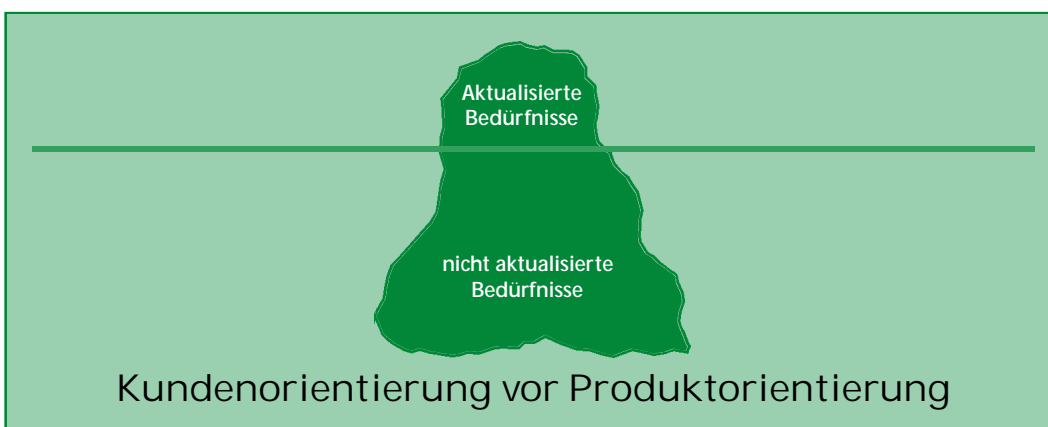 Aktualisierte
Bedürfnisse
nicht aktualisierte
Bedürfnisse
Kundenorientierung vor Produktorientierung